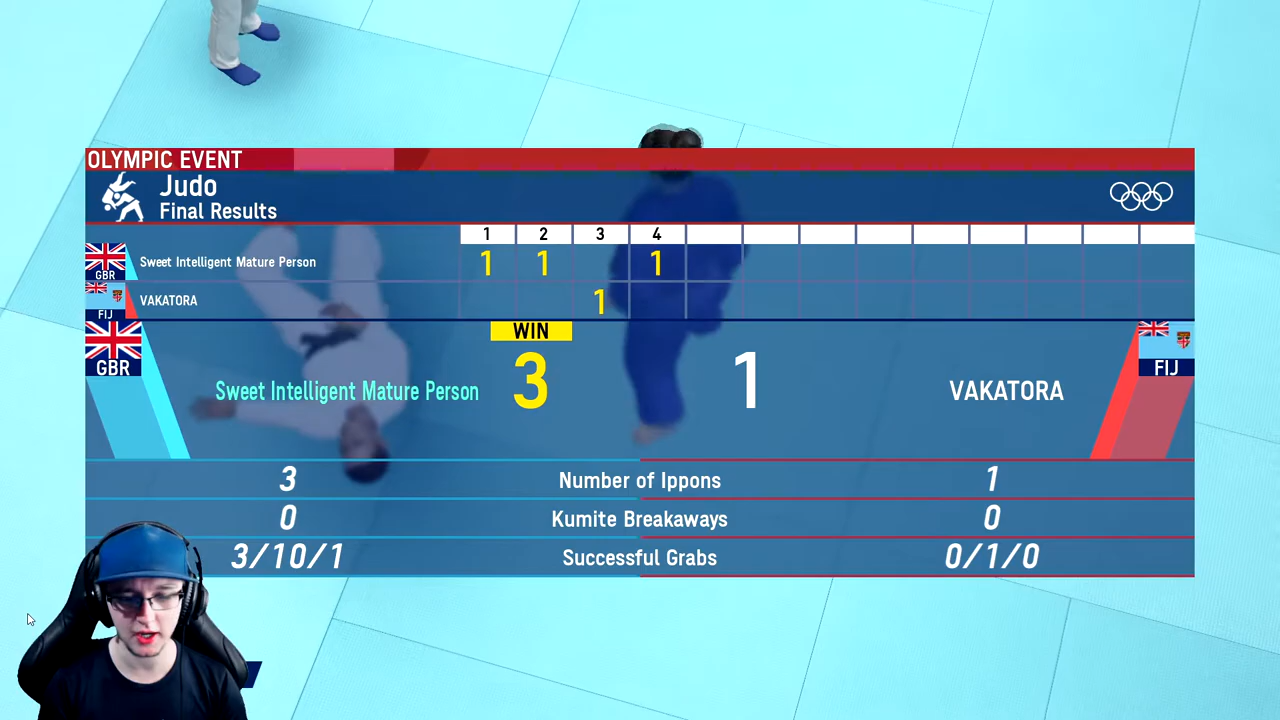 OLYMPIC EVENT
Judo
Final Results
1 2 3 4
GBR Sweet Intelligent Mature Person 1 1 1
FIJ VAKATORA 1
WIN
GBR Sweet Intelligent Mature Person 3 1 VAKATORA FIJ
3 Number of Ippons 1
0 Kumite Breakaways 0
3/10/1 Successful Grabs 0/1/0